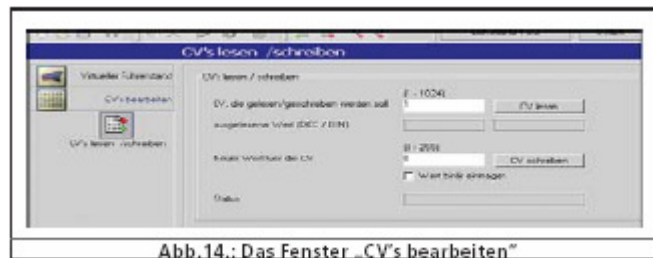 CV's lesen /schreiben
Virtueller Führerstand
CV's bearbeiten
CV's lesen /schreiben
CV's lesen / schreiben
(1 - 1024)
CV, die gelesen/geschrieben werden soll
1
CV lesen
ausgelesener Wert (DEC / BIN)
(0 - 255)
Neuer Wert für die CV
0
CV schreiben
Wert binär eintragen
Status
Abb.14.: Das Fenster „CV's bearbeiten"